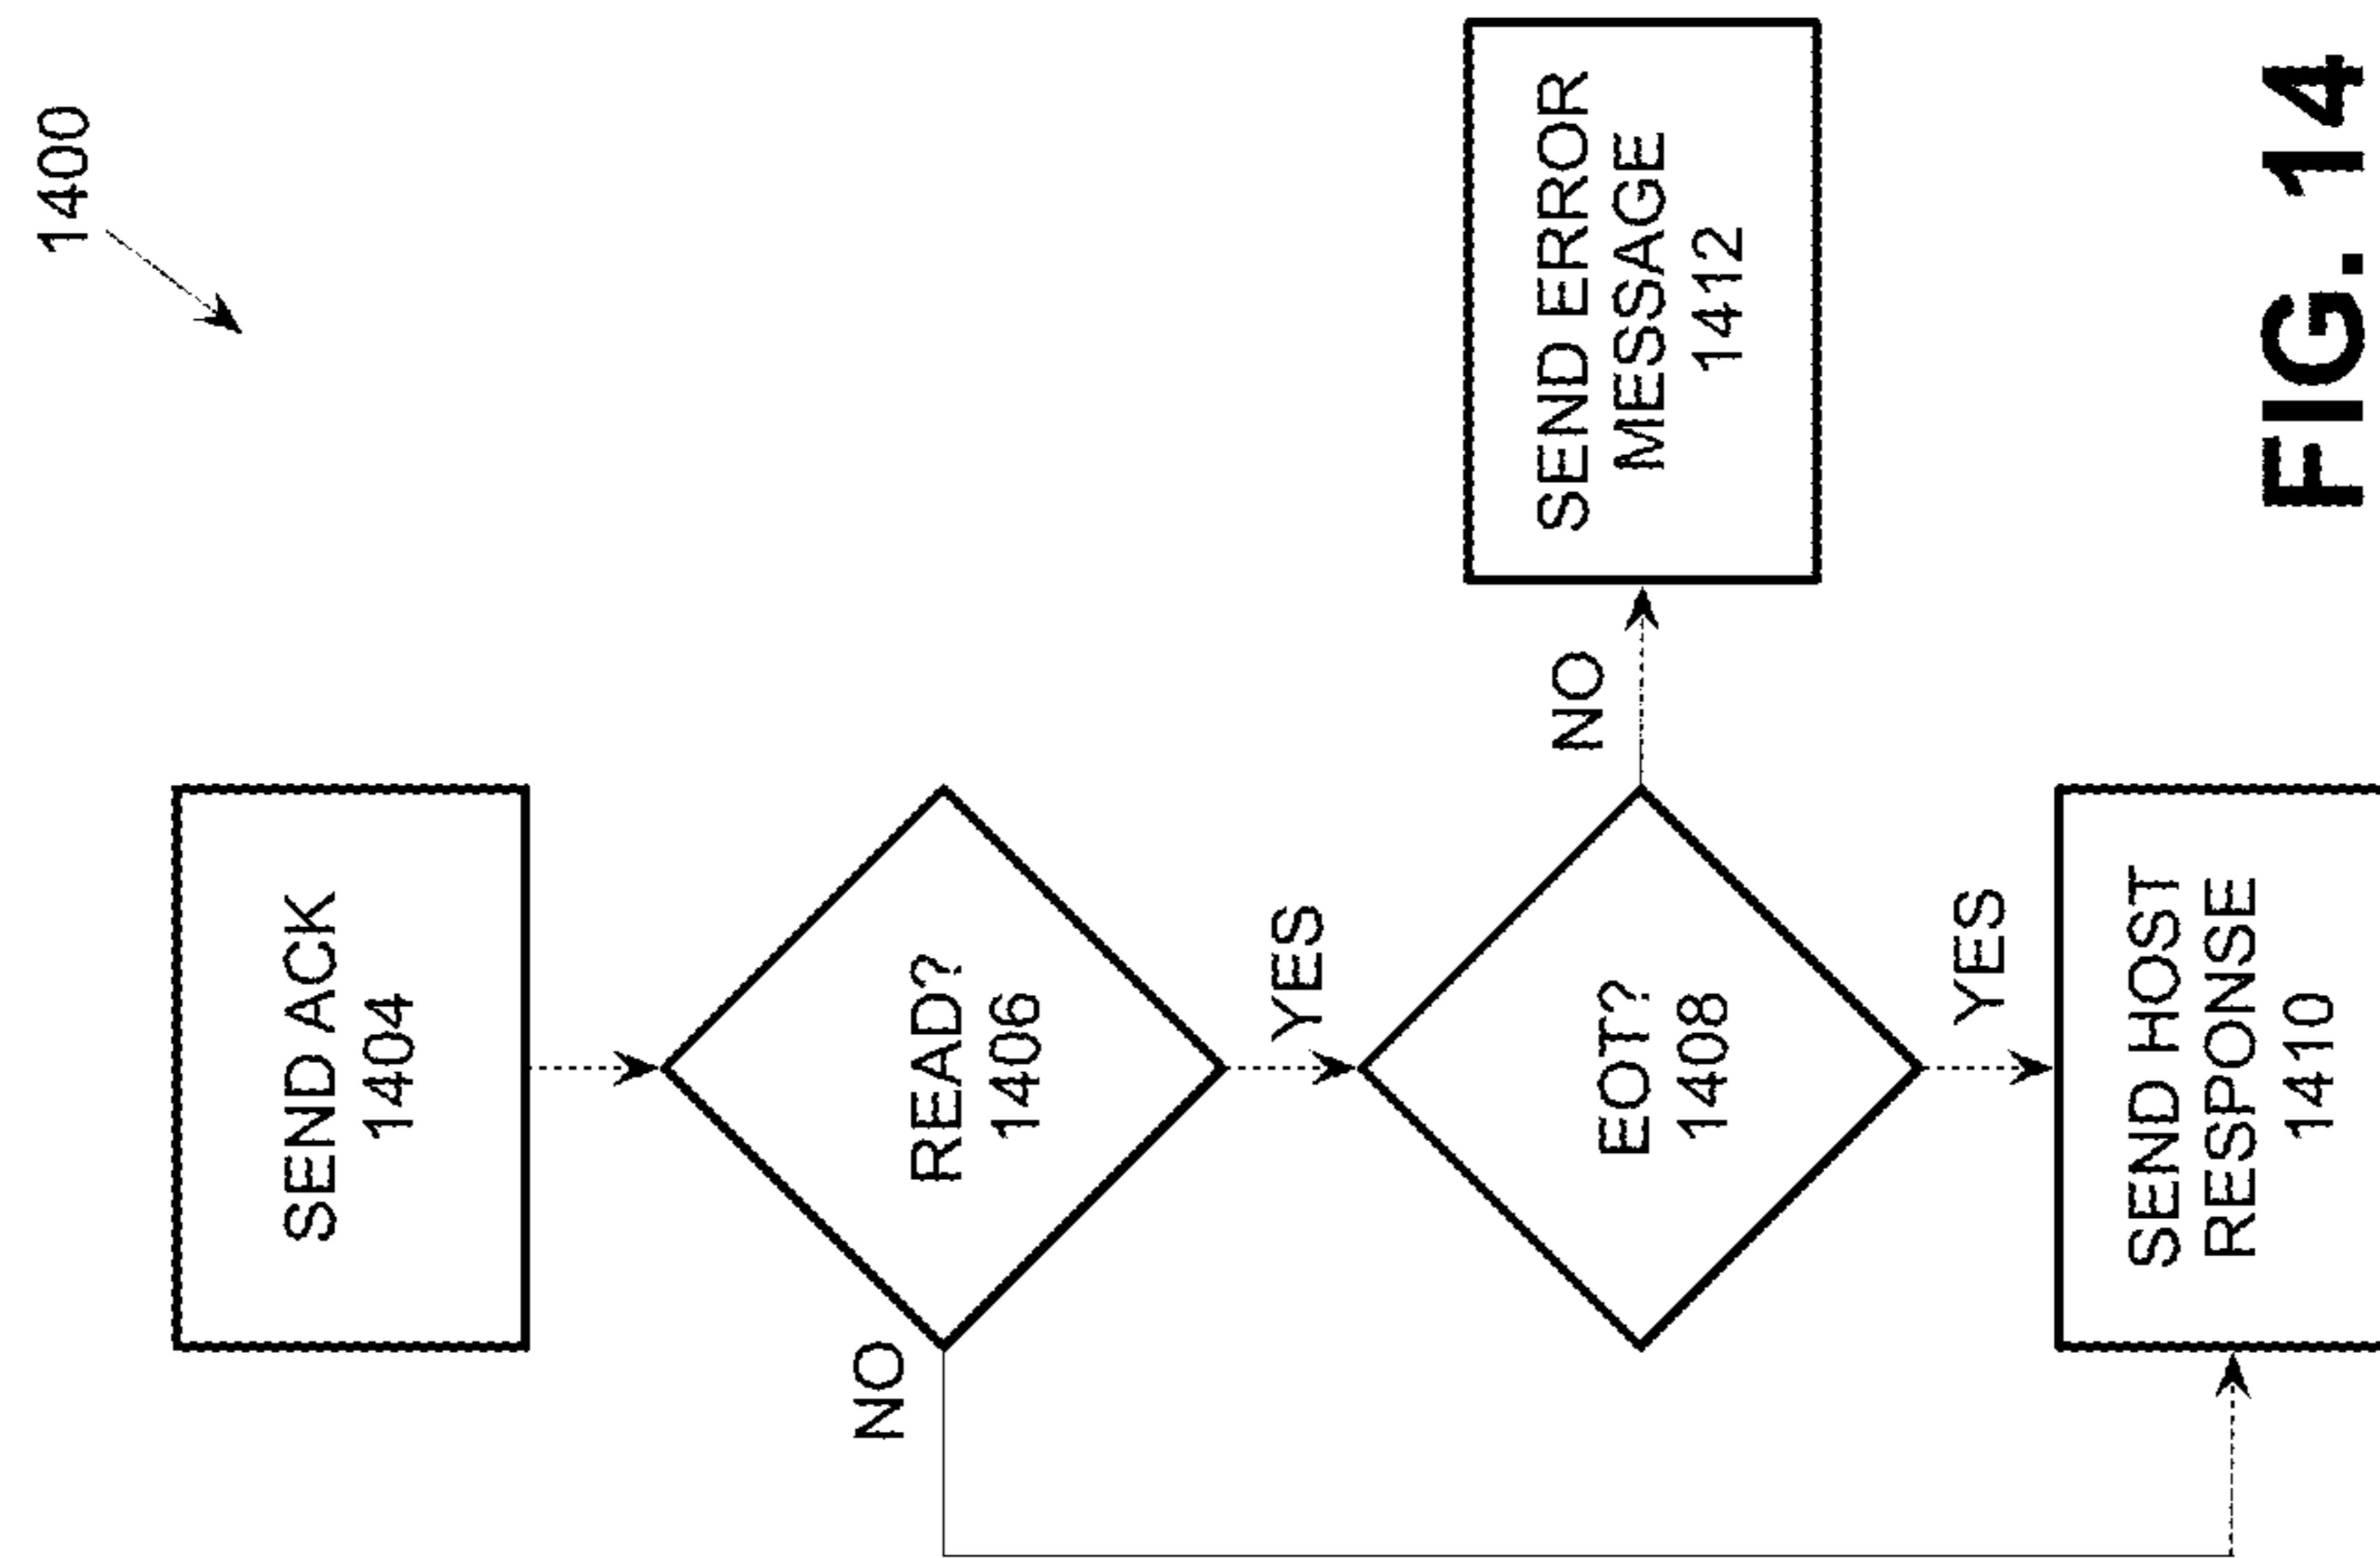 1400
SEND ACK
1404
READ?
1406
NO
YES
EOT?
1408
NO
SEND ERROR
MESSAGE
1412
YES
SEND HOST
RESPONSE
1410
FIG. 14